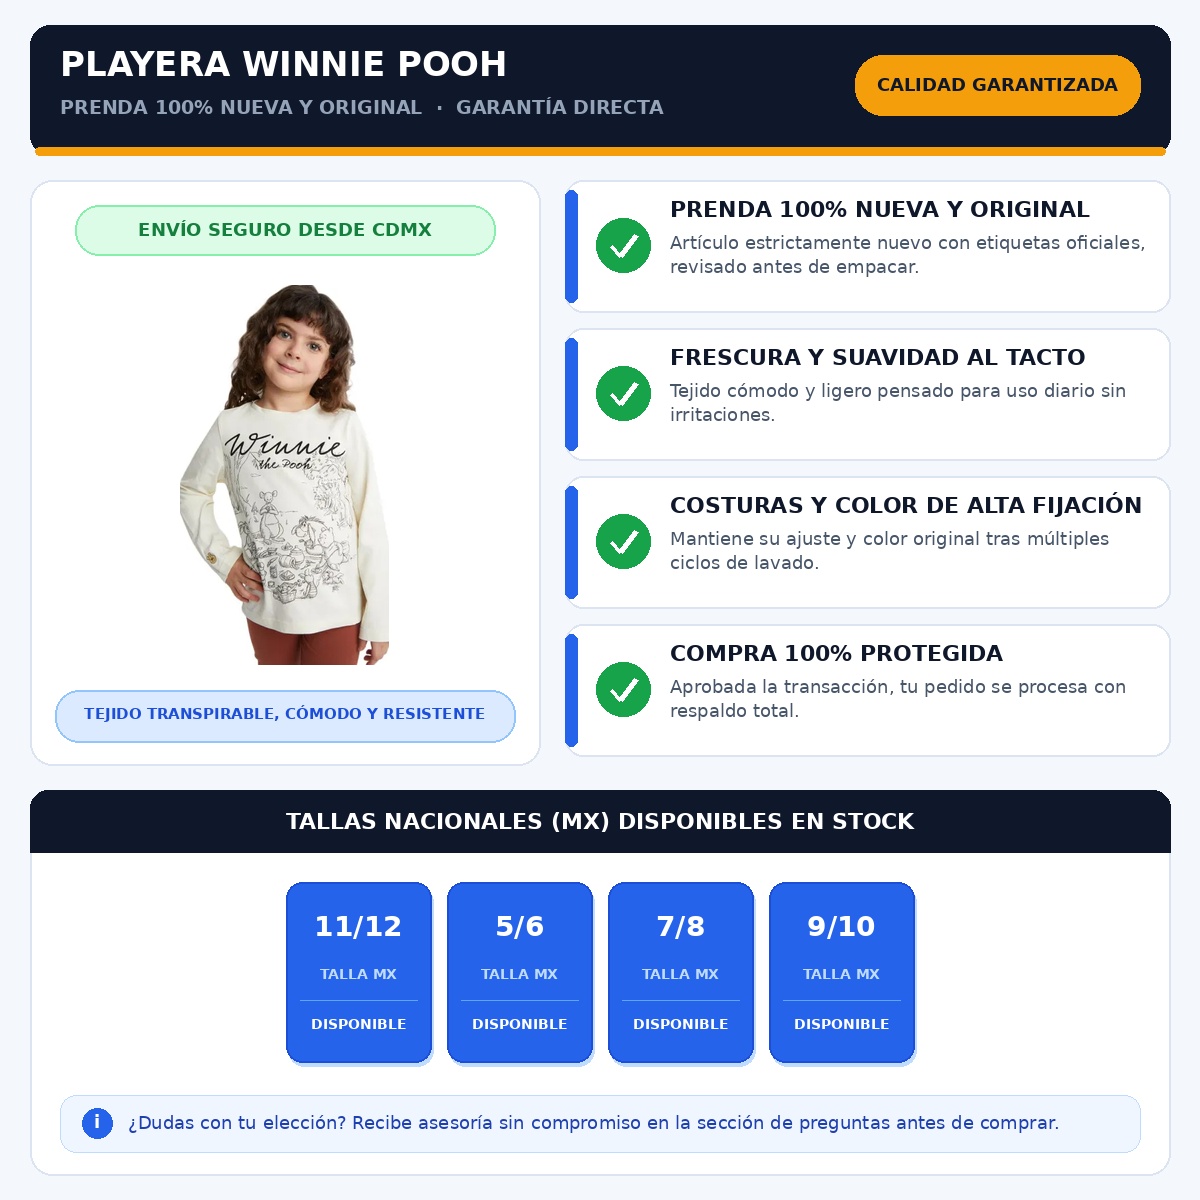 PLAYERA WINNIE POOH
PRENDA 100% NUEVA Y ORIGINAL · GARANTÍA DIRECTA
CALIDAD GARANTIZADA
ENVÍO SEGURO DESDE CDMX
Winnie
the Pooh
TEJIDO TRANSPIRABLE, CÓMODO Y RESISTENTE
PRENDA 100% NUEVA Y ORIGINAL
Artículo estrictamente nuevo con etiquetas oficiales,
revisado antes de empacar.
FRESCURA Y SUAVIDAD AL TACTO
Tejido cómodo y ligero pensado para uso diario sin
irritaciones.
COSTURAS Y COLOR DE ALTA FIJACIÓN
Mantiene su ajuste y color original tras múltiples
ciclos de lavado.
COMPRA 100% PROTEGIDA
Aprobada la transacción, tu pedido se procesa con
respaldo total.
TALLAS NACIONALES (MX) DISPONIBLES EN STOCK
11/12
TALLA MX
DISPONIBLE
5/6
TALLA MX
DISPONIBLE
7/8
TALLA MX
DISPONIBLE
9/10
TALLA MX
DISPONIBLE
i ¿Dudas con tu elección? Recibe asesoría sin compromiso en la sección de preguntas antes de comprar.